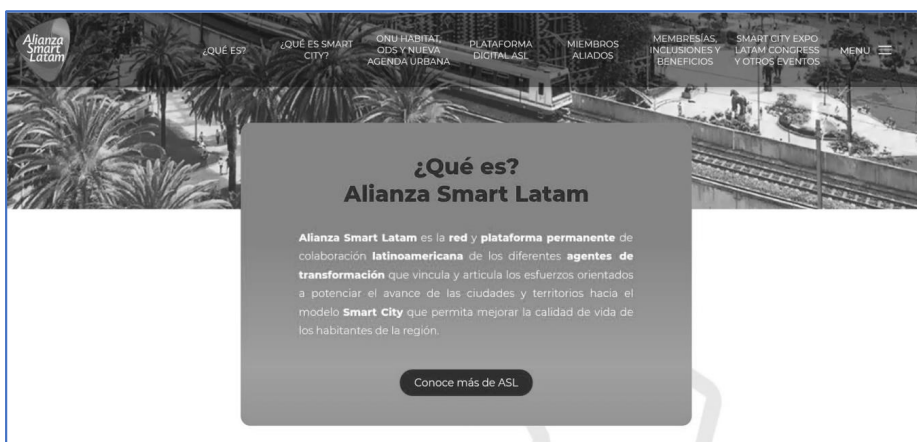 Alianza
Smart
Latam
¿QUÉ ES?
¿QUÉ ES SMART
CITY?
ONU HABITAT,
ODS Y NUEVA
AGENDA URBANA
PLATAFORMA
DIGITAL ASL
MIEMBROS
ALIADOS
MEMBRESÍAS,
INCLUSIONES Y
BENEFICIOS
SMART CITY EXPO
LATAM CONGRESS
Y OTROS EVENTOS
MENU
¿Qué es?
Alianza Smart Latam
Alianza Smart Latam es la red y plataforma permanente de
colaboración latinoamericana de los diferentes agentes de
transformación que vincula y articula los esfuerzos orientados
a potenciar el avance de las ciudades y territorios hacia el
modelo Smart City que permita mejorar la calidad de vida de
los habitantes de la región.
Conoce más de ASL